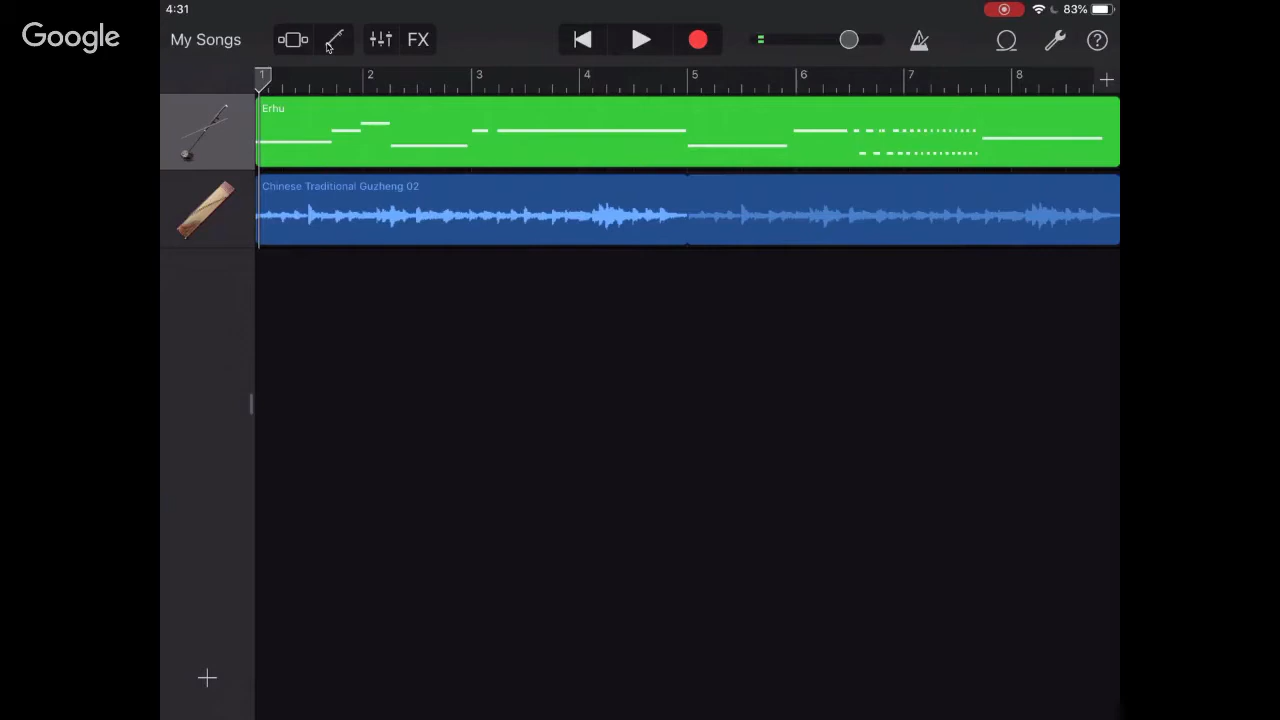 4:31
83%
Google
My Songs
FX
1 2 3 4 5 6 7 8
Erhu
Chinese Traditional Guzheng 02